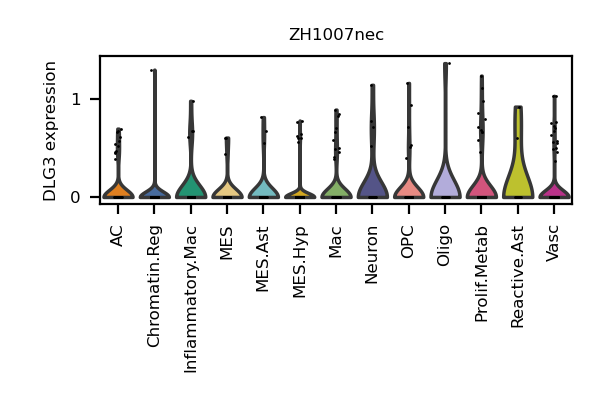 ZH1007nec
DLG3 expression
1
0
AC
Chromatin.Reg
Inflammatory.Mac
MES
MES.Ast
MES.Hyp
Mac
Neuron
OPC
Oligo
Prolif.Metab
Reactive.Ast
Vasc